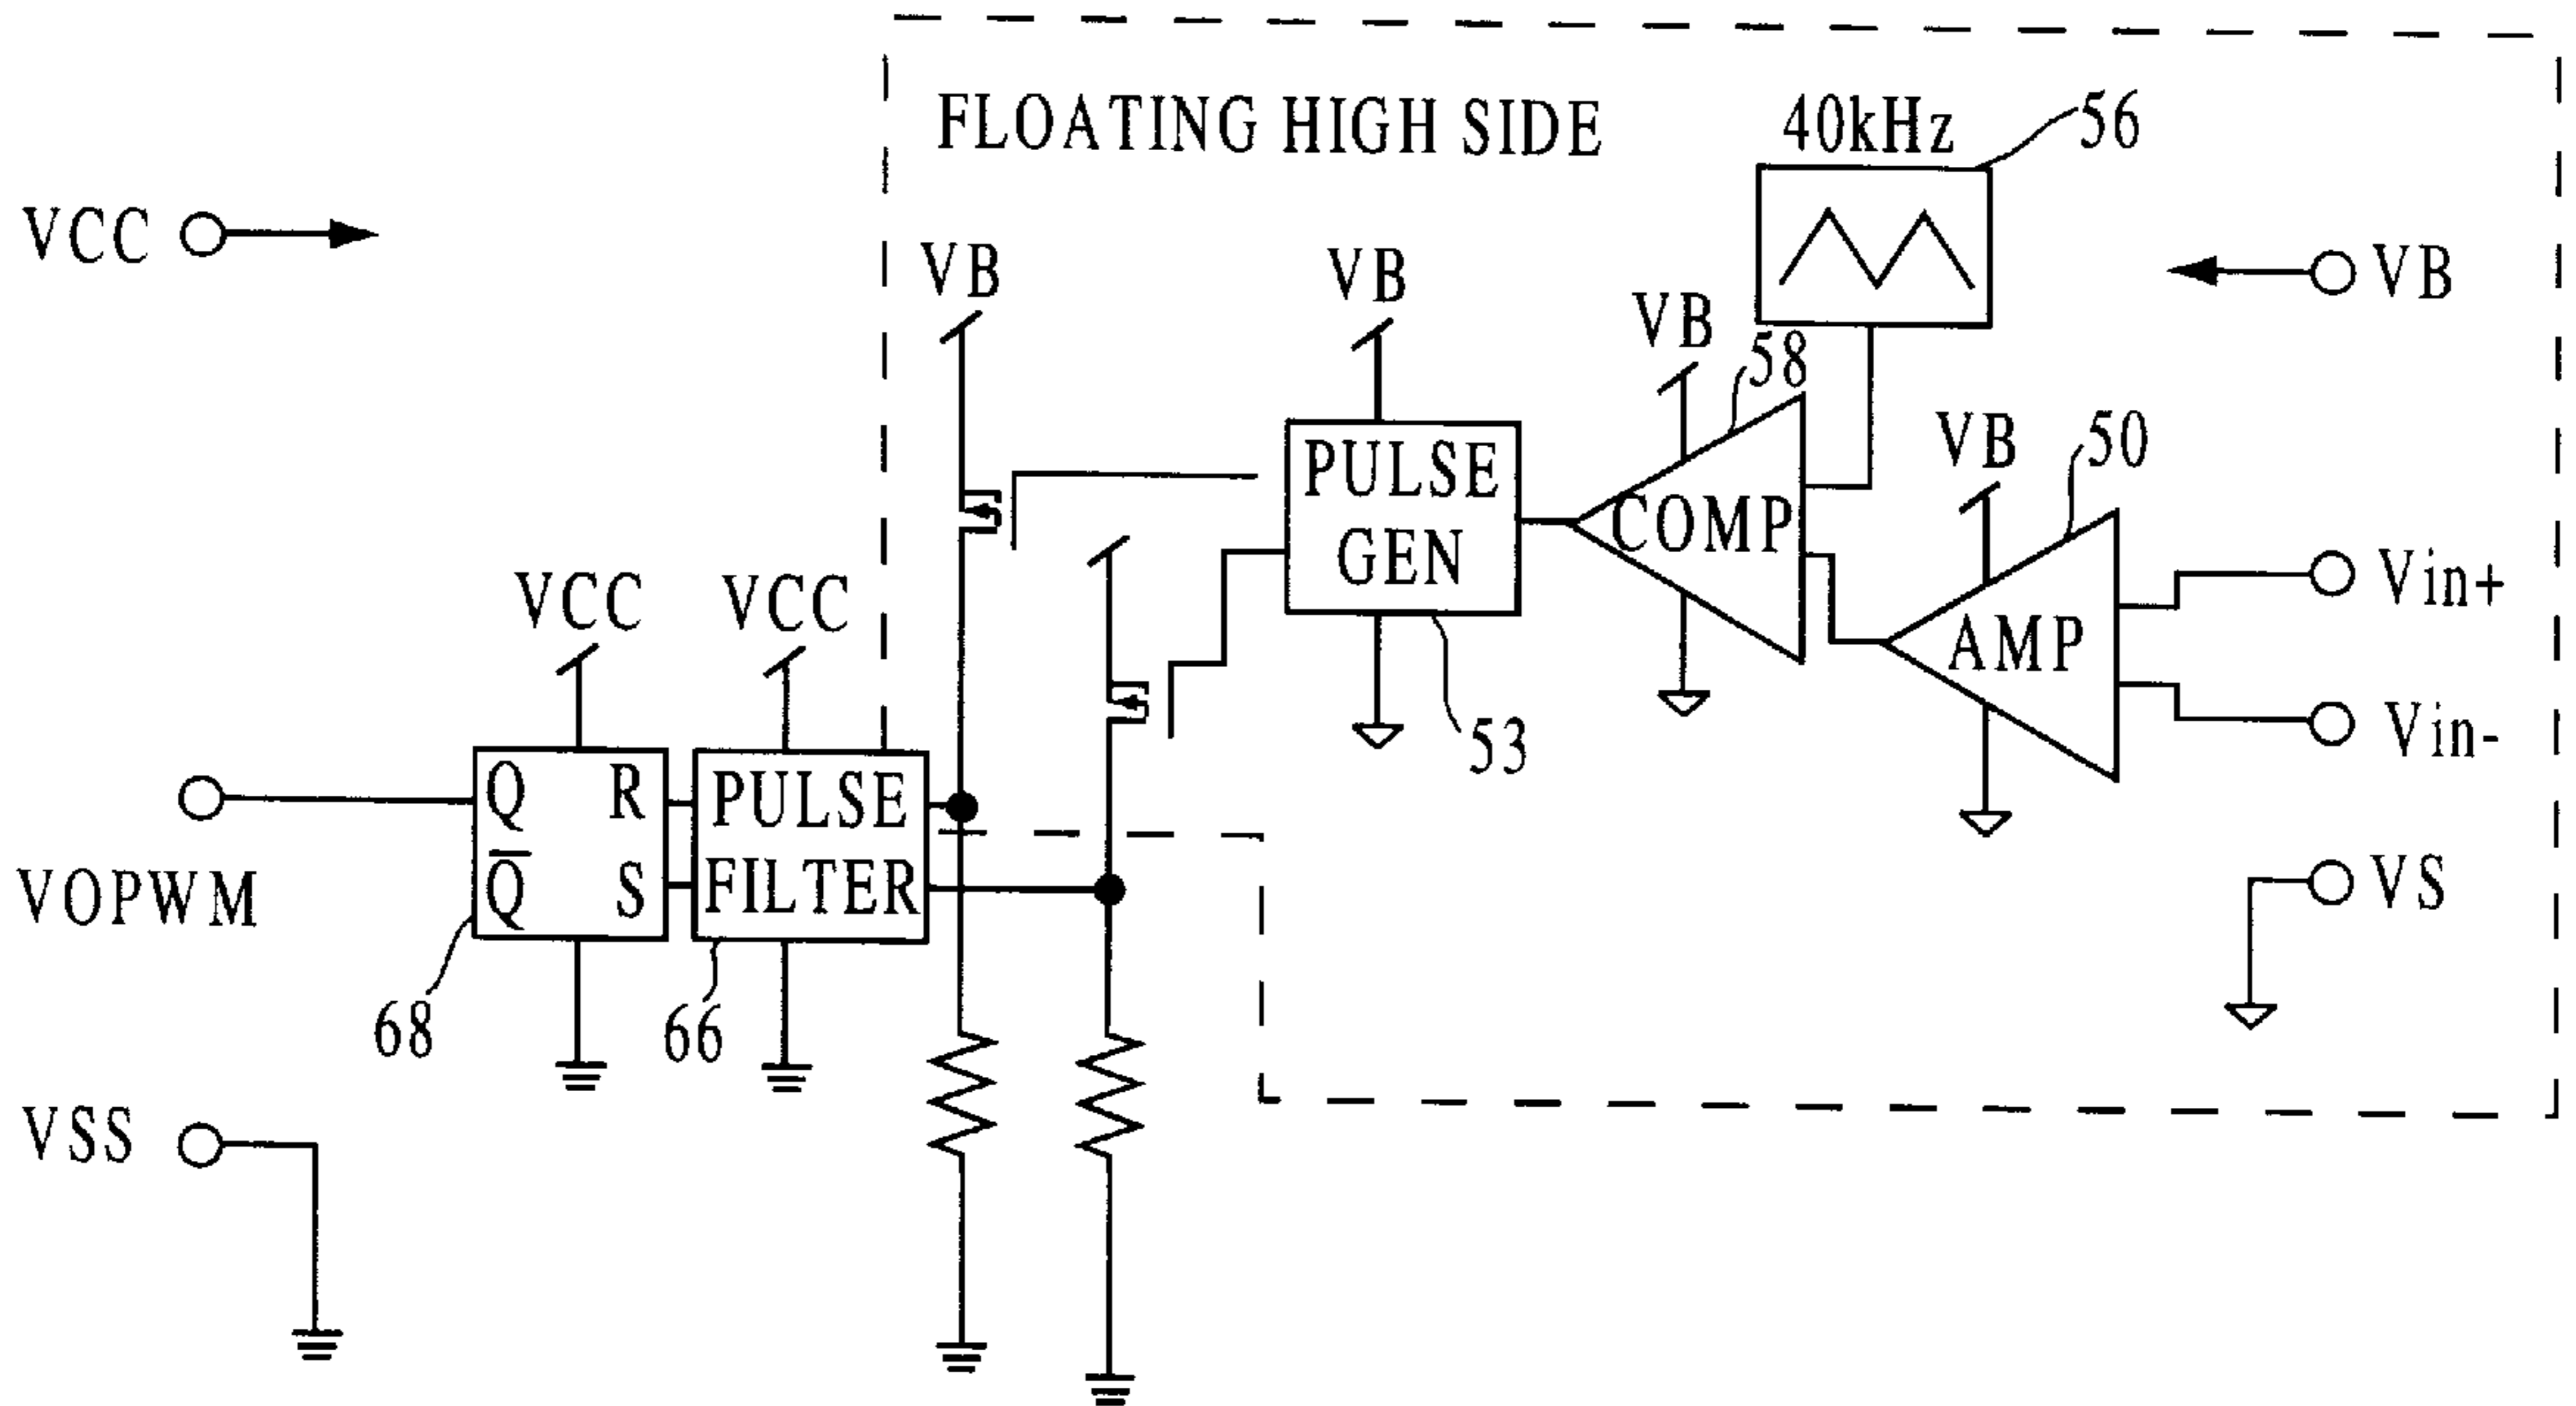 FLOATING HIGH SIDE
40kHz
56
VCC
VB
VB
VB
VB
58
VB
50
PULSE
GEN
COMP
AMP
Vin+
Vin-
53
VCC
VCC
Q
R
Q̅
S
PULSE
FILTER
VOPWM
VS
68
66
VSS